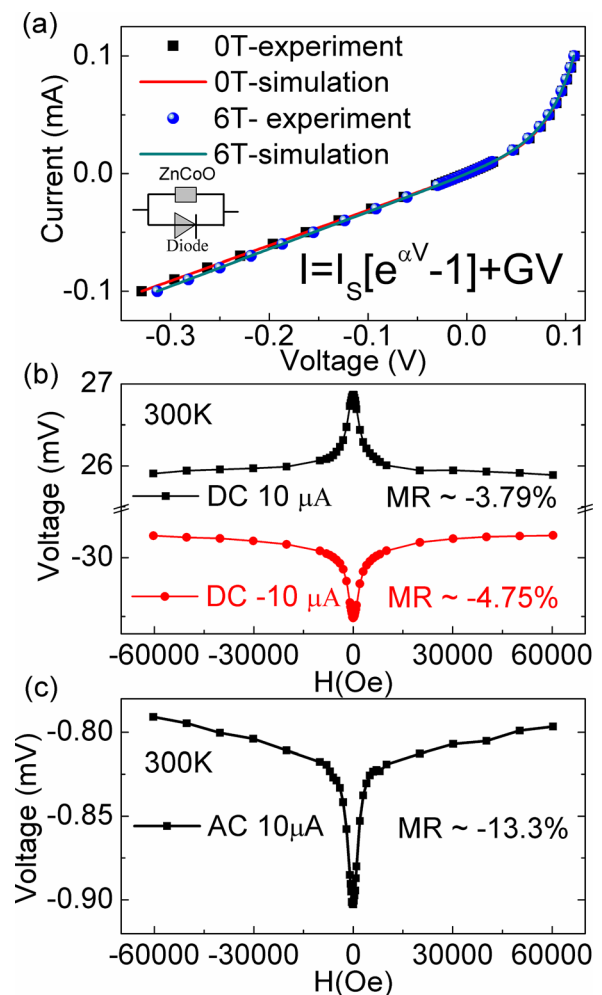 (a)
0T-experiment
0T-simulation
6T- experiment
6T-simulation
ZnCoO
Diode
I=I_S[e^{αV}-1]+GV
0.1
0.0
-0.1
Current (mA)
-0.3 -0.2 -0.1 0.0 0.1
Voltage (V)
(b)
300K
27
26
-30
Voltage (mV)
DC 10 μA MR ~ -3.79%
DC -10 μA MR ~ -4.75%
-60000 -30000 0 30000 60000
H(Oe)
(c)
300K
-0.80
-0.85
-0.90
Voltage (mV)
AC 10μA MR ~ -13.3%
-60000 -30000 0 30000 60000
H(Oe)